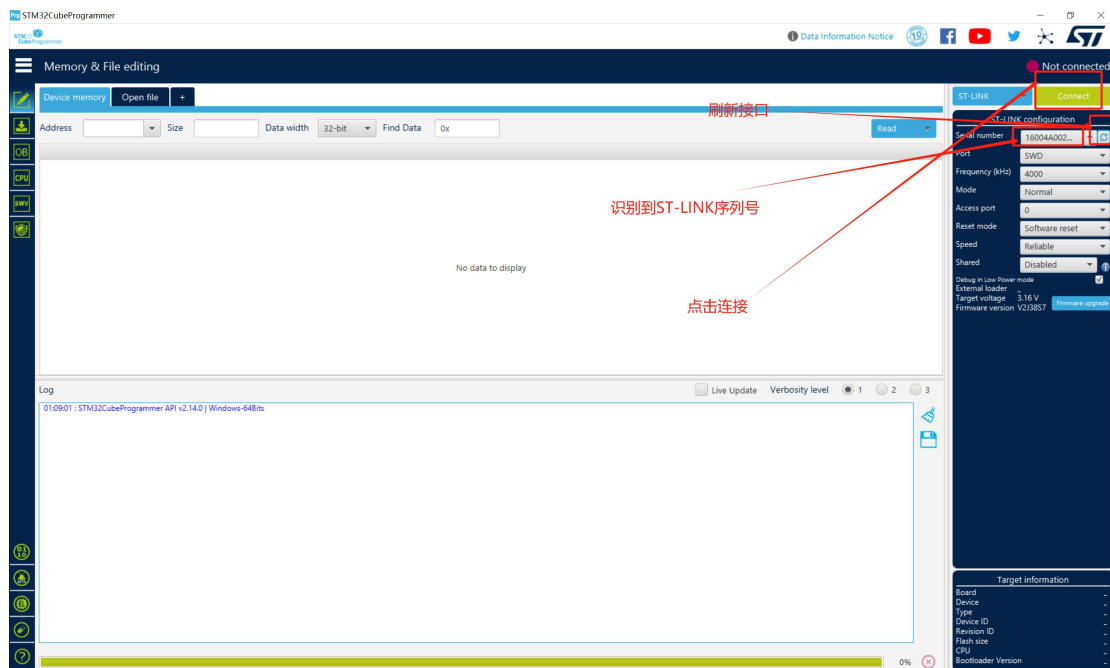 Prg STM32CubeProgrammer
STM32
CubeProgrammer
Data Information Notice
Memory & File editing
Not connected
Device memory
Open file
+
Address
Size
Data width
32-bit
Find Data
0x
Read
No data to display
刷新接口
识别到ST-LINK序列号
点击连接
ST-LINK
Connect
ST-LINK configuration
Serial number
16004A002...
Port
SWD
Frequency (kHz)
4000
Mode
Normal
Access port
0
Reset mode
Software reset
Speed
Reliable
Shared
Disabled
Debug in Low Power mode
External loader
_
Target voltage
3.16 V
Firmware version
V2J38S7
Firmware upgrade
OB
CPU
SWV
Log
Live Update
Verbosity level
1
2
3
01:09:01 : STM32CubeProgrammer API v2.14.0 | Windows-64Bits
0%
Target information
Board
_
Device
_
Type
_
Device ID
_
Revision ID
_
Flash size
_
CPU
_
Bootloader Version
_